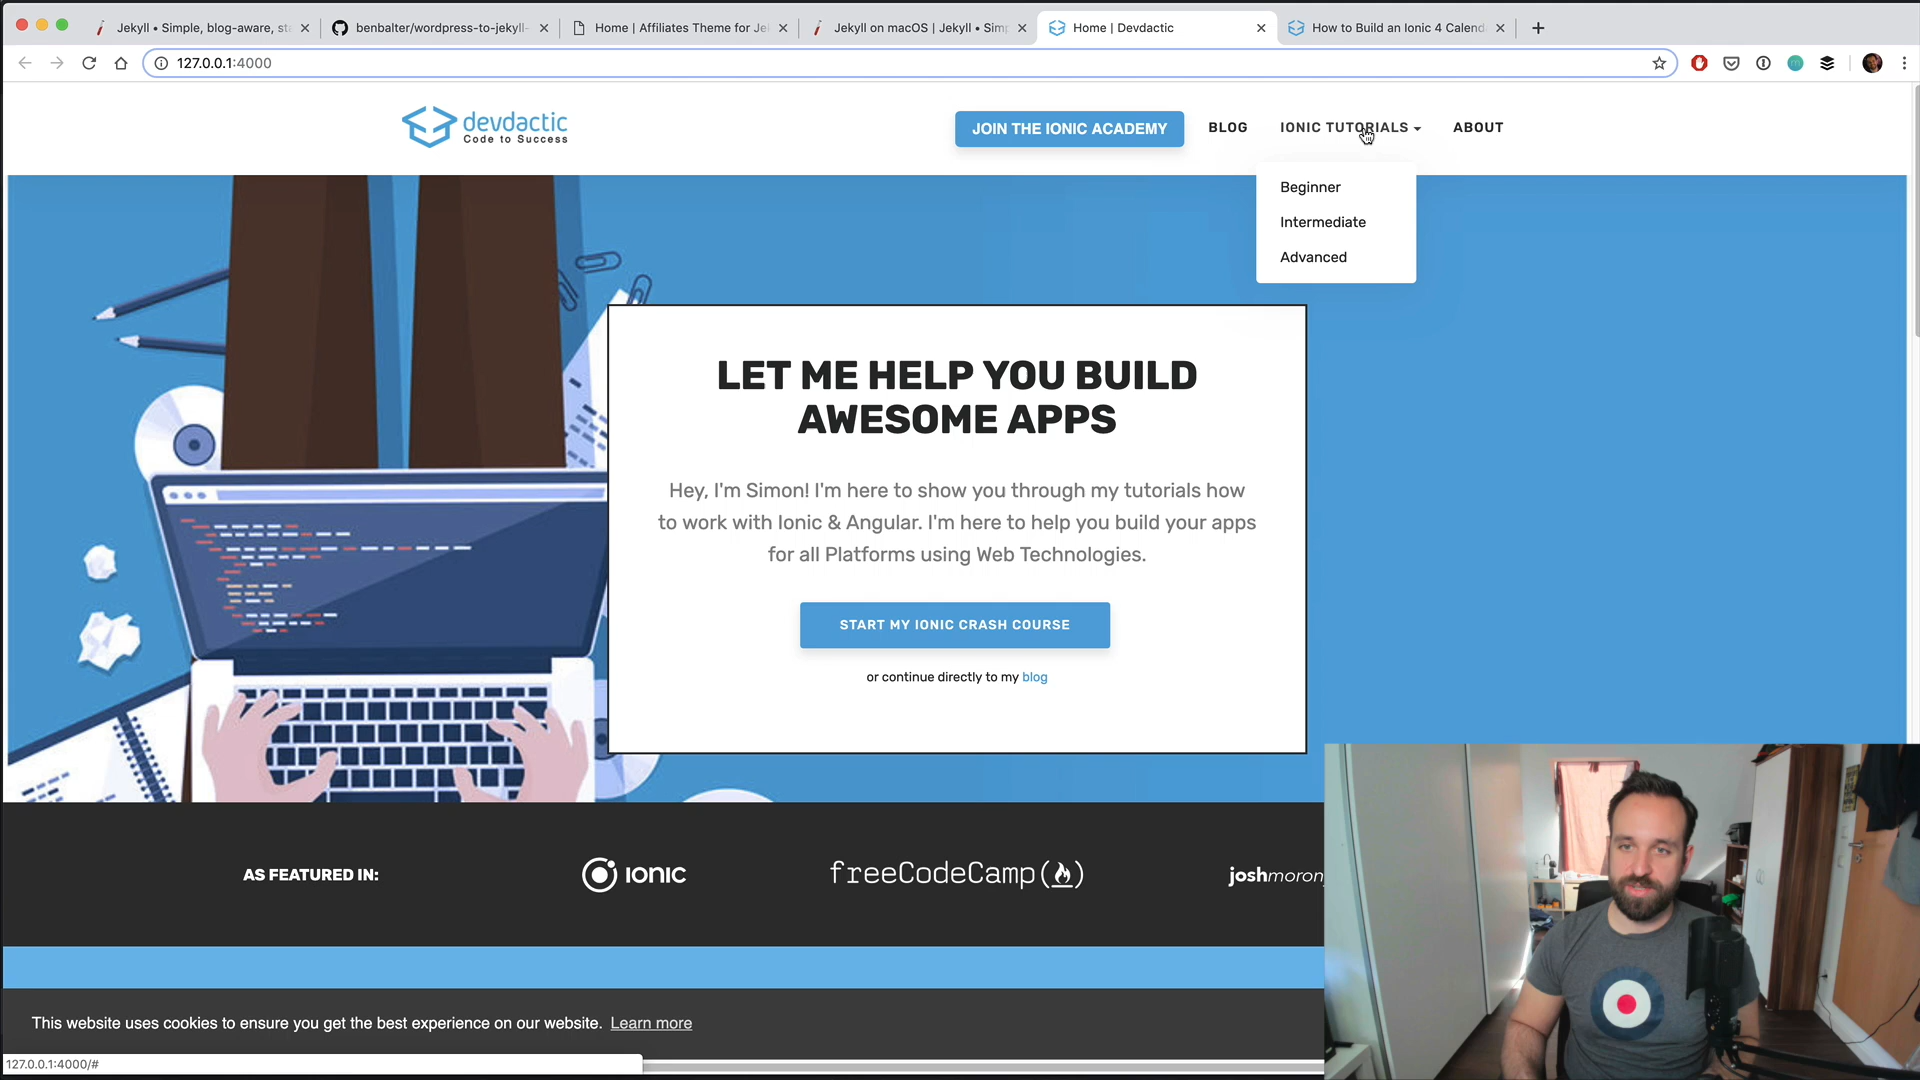 Jekyll • Simple, blog-aware, st
benbalter/wordpress-to-jekyll-
Home | Affiliates Theme for Je
Jekyll on macOS | Jekyll • Simp
Home | Devdactic
How to Build an Ionic 4 Calend
127.0.0.1:4000
devdactic
Code to Success
JOIN THE IONIC ACADEMY
BLOG
IONIC TUTORIALS
ABOUT
Beginner
Intermediate
Advanced
LET ME HELP YOU BUILD
AWESOME APPS
Hey, I'm Simon! I'm here to show you through my tutorials how
to work with Ionic & Angular. I'm here to help you build your apps
for all Platforms using Web Technologies.
START MY IONIC CRASH COURSE
or continue directly to my blog
AS FEATURED IN:
ionic
freeCodeCamp(🔥)
joshmoron
This website uses cookies to ensure you get the best experience on our website. Learn more
127.0.0.1:4000/#